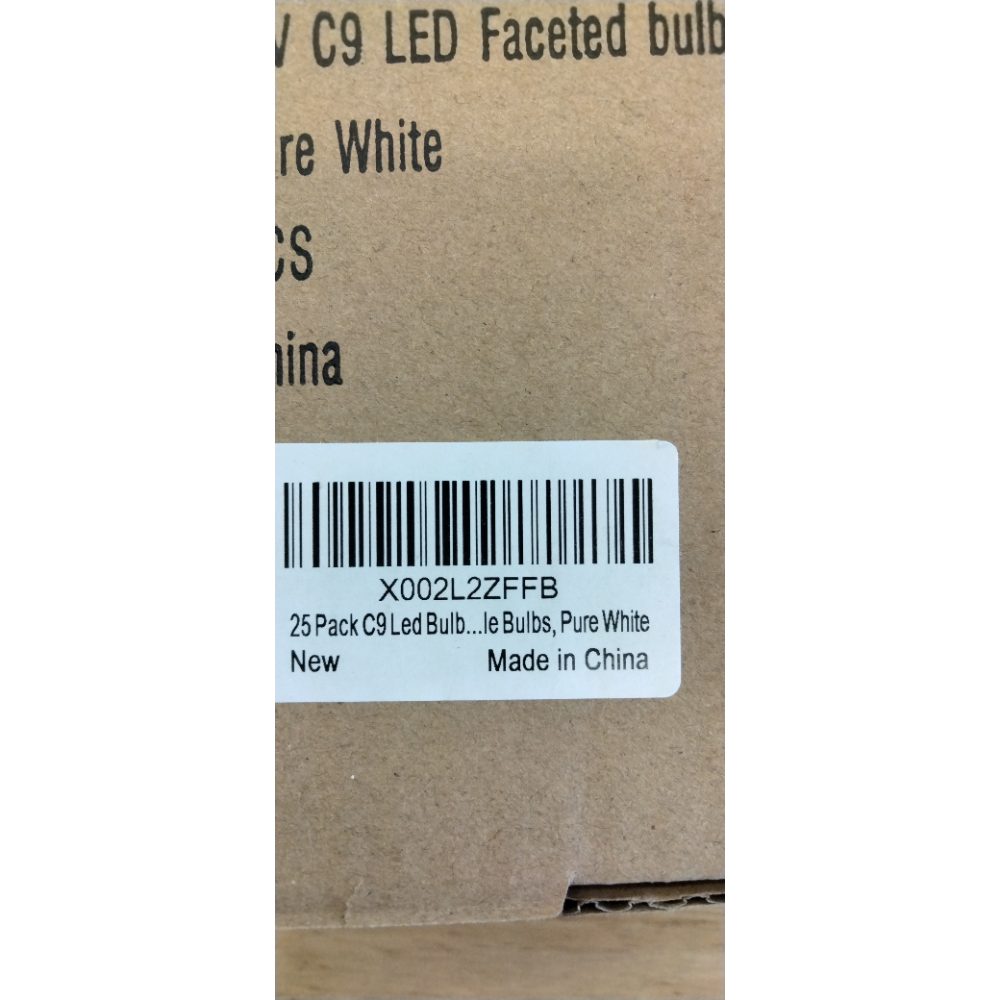 C9 LED Faceted bulb
re White
CS
hina
X002L2ZFFB
25 Pack C9 Led Bulb...le Bulbs, Pure White
New Made in China